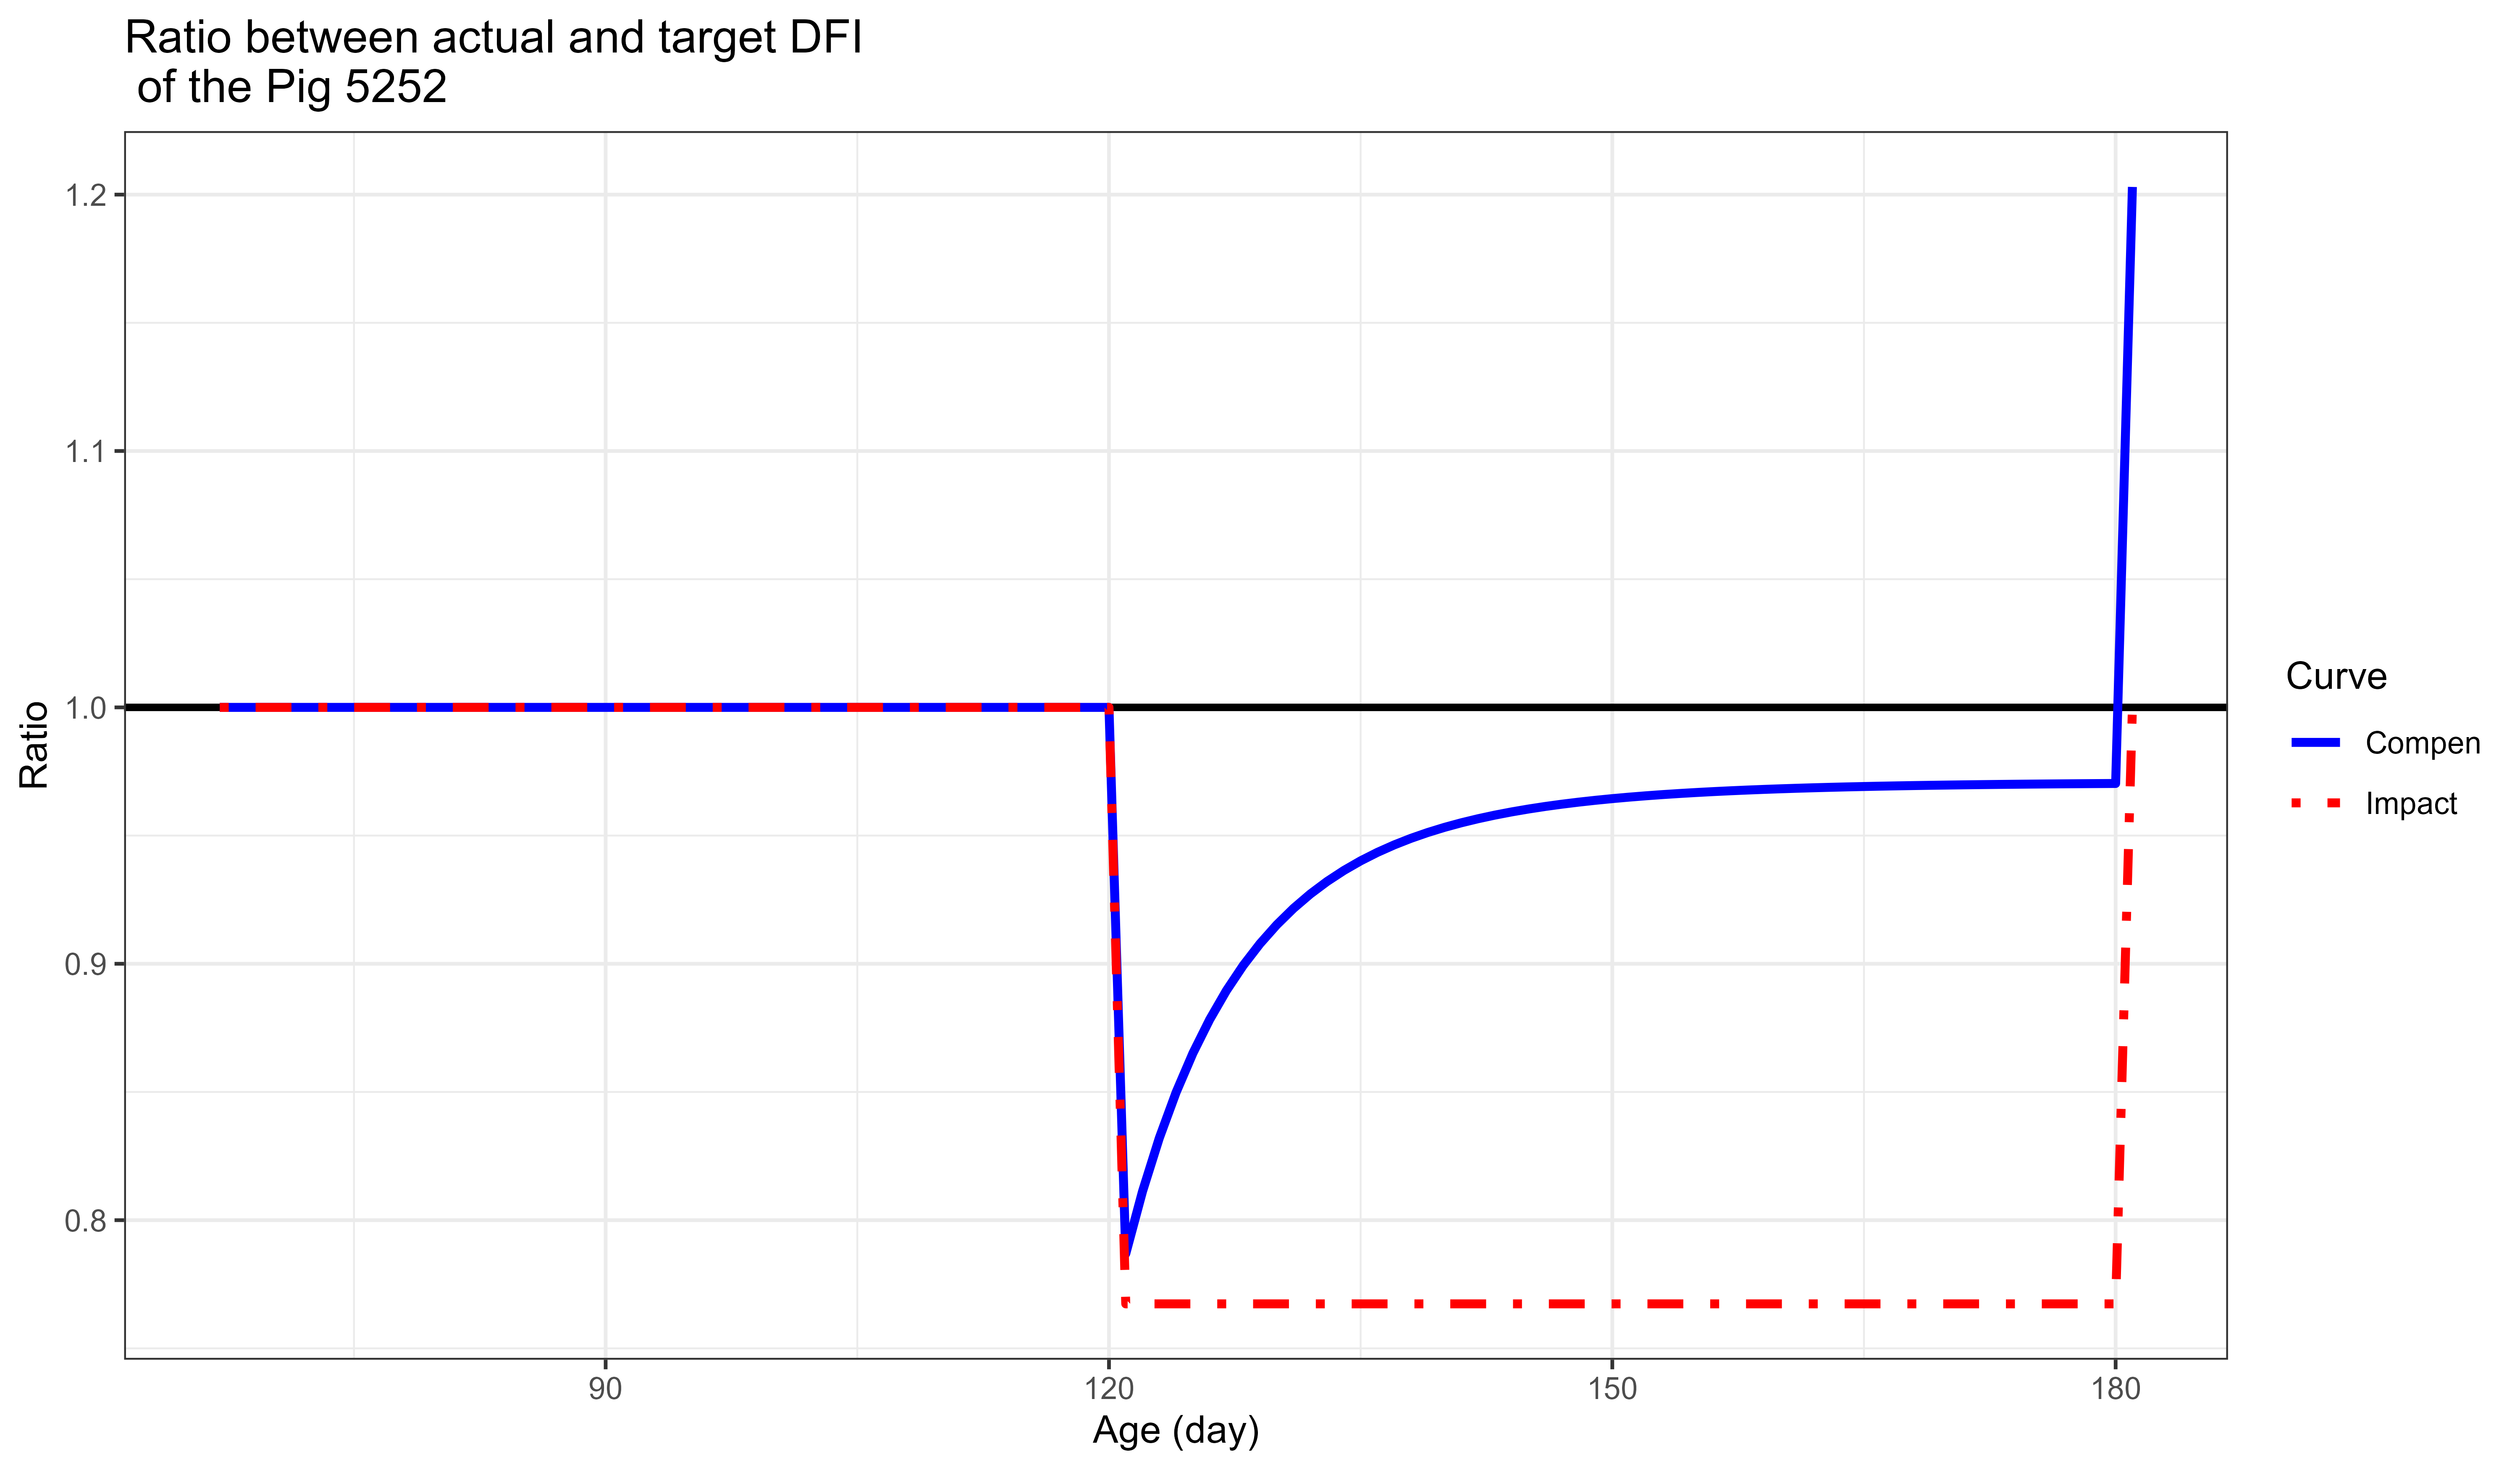 Ratio between actual and target DFI
of the Pig 5252
1.2
1.1
1.0
0.9
0.8
Ratio
90
120
150
180
Age (day)
Curve
Compen
Impact